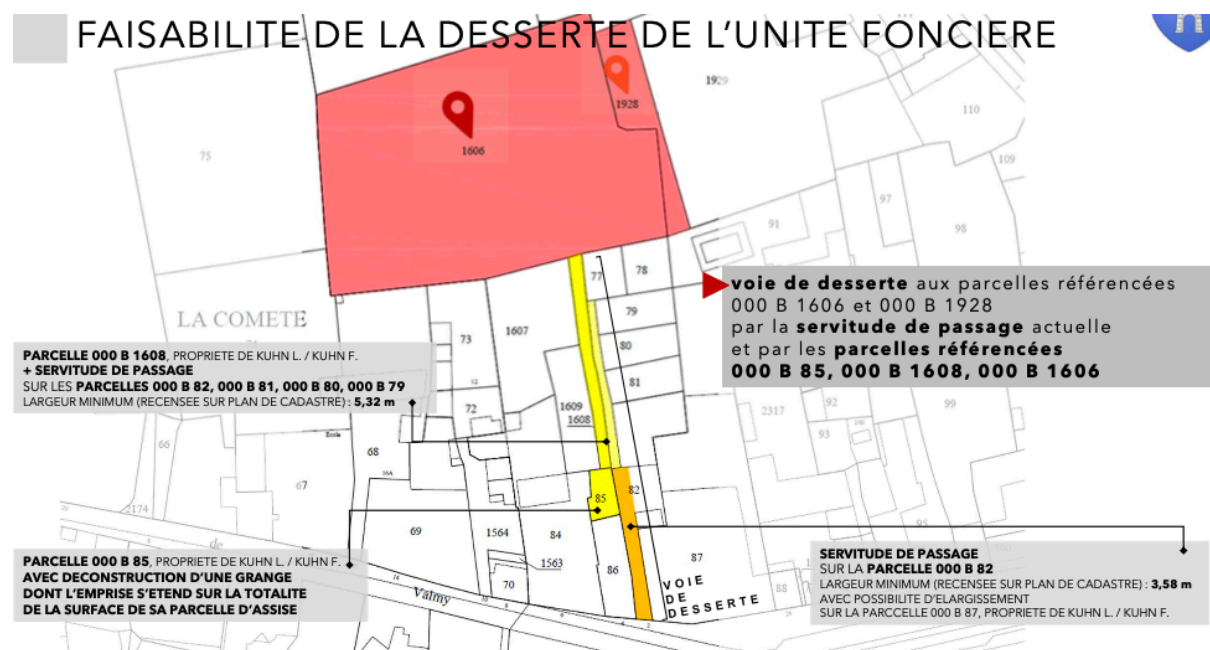 FAISABILITE DE LA DESSERTE DE L'UNITE FONCIERE
1929
1928
110
1606
75
109
97
98
91
77
78
voie de desserte aux parcelles référencées
000 B 1606 et 000 B 1928
par la servitude de passage actuelle
et par les parcelles référencées
000 B 85, 000 B 1608, 000 B 1606
LA COMETE
79
1607
73
80
PARCELLE 000 B 1608, PROPRIETE DE KUHN L. / KUHN F.
+ SERVITUDE DE PASSAGE
SUR LES PARCELLES 000 B 82, 000 B 81, 000 B 80, 000 B 79
LARGEUR MINIMUM (RECENSEE SUR PLAN DE CADASTRE) : 5,32 m
81
72
1609
1608
2317
92
99
93
66
Ecole
68
67
16A
85
82
2174
de
69
1564
84
1563
95
87
86
70
88
PARCELLE 000 B 85, PROPRIETE DE KUHN L. / KUHN F.
AVEC DECONSTRUCTION D'UNE GRANGE
DONT L'EMPRISE S'ETEND SUR LA TOTALITE
DE LA SURFACE DE SA PARCELLE D'ASSISE
Valmy
VOIE
DE
DESSERTE
SERVITUDE DE PASSAGE
SUR LA PARCELLE 000 B 82
LARGEUR MINIMUM (RECENSEE SUR PLAN DE CADASTRE) : 3,58 m
AVEC POSSIBILITE D'ELARGISSEMENT
SUR LA PARCCELLE 000 B 87, PROPRIETE DE KUHN L. / KUHN F.